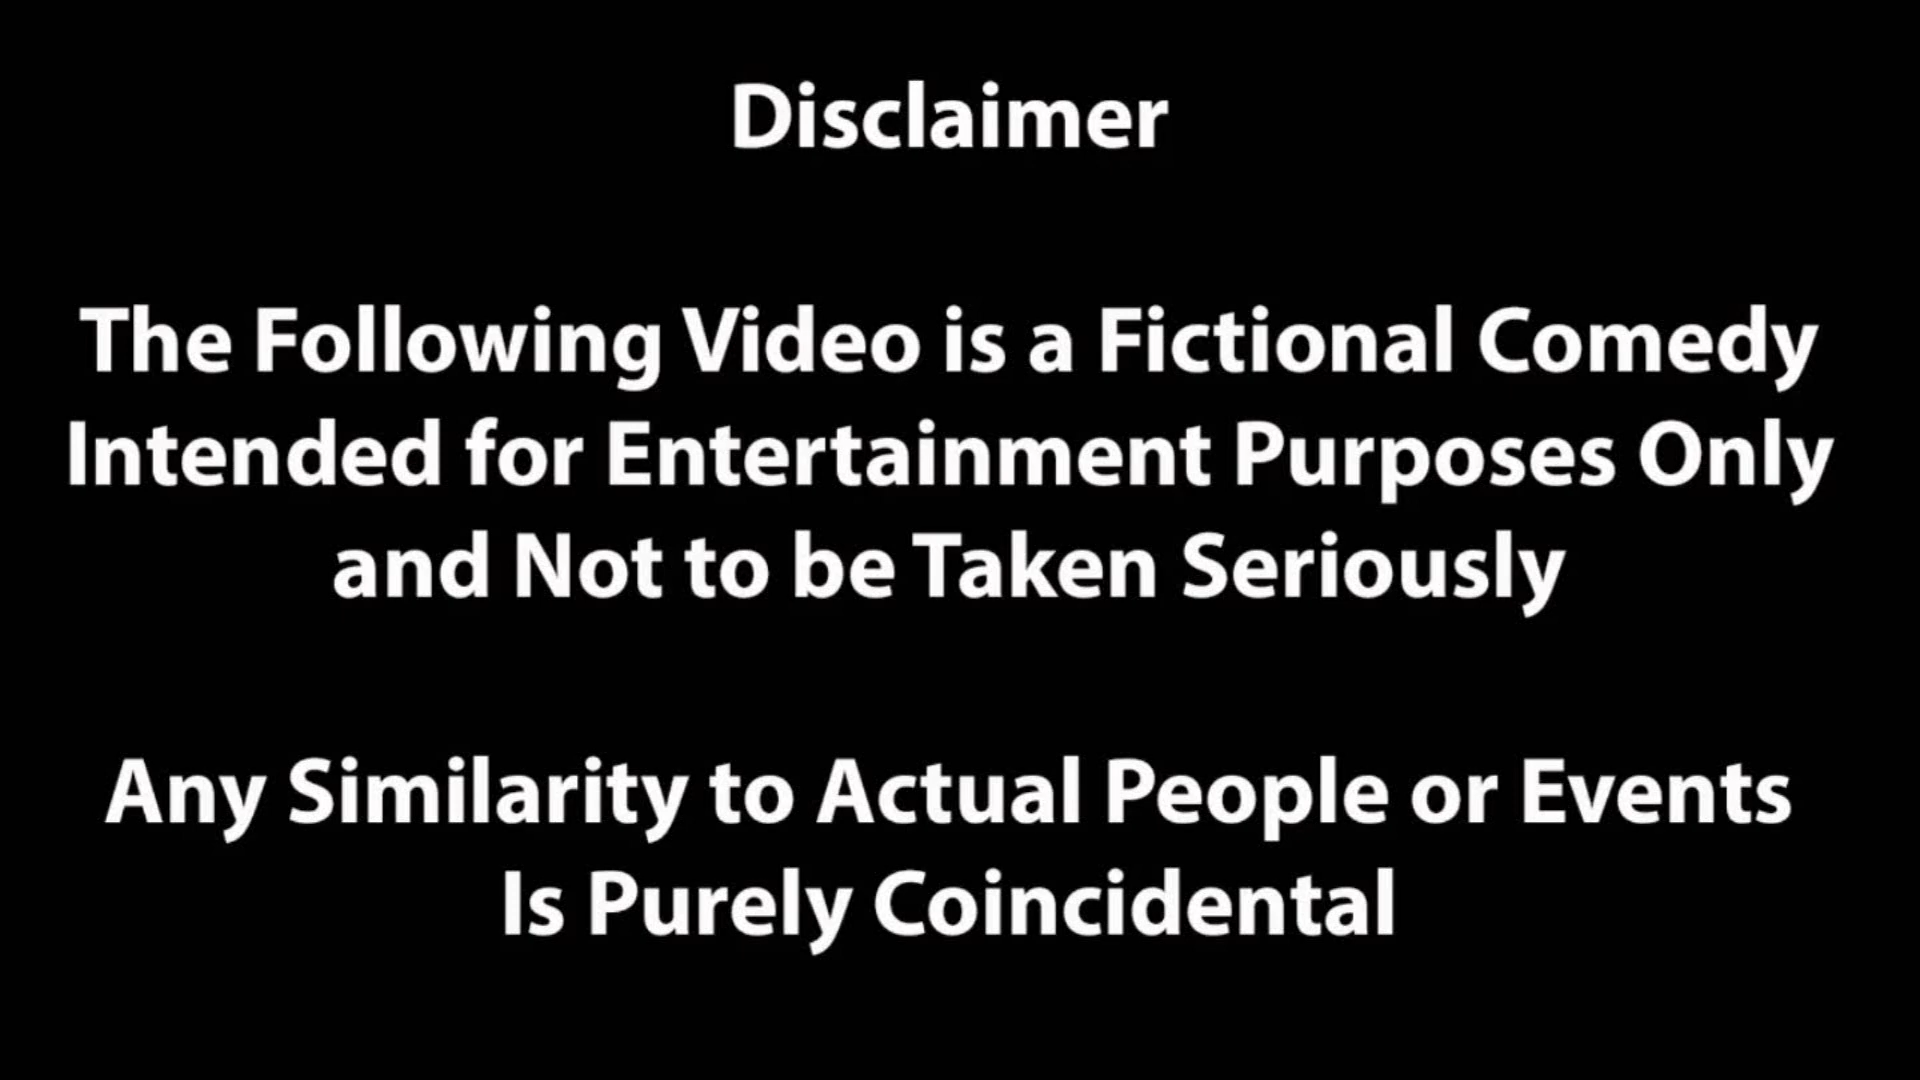 Disclaimer
The Following Video is a Fictional Comedy
Intended for Entertainment Purposes Only
and Not to be Taken Seriously
Any Similarity to Actual People or Events
Is Purely Coincidental